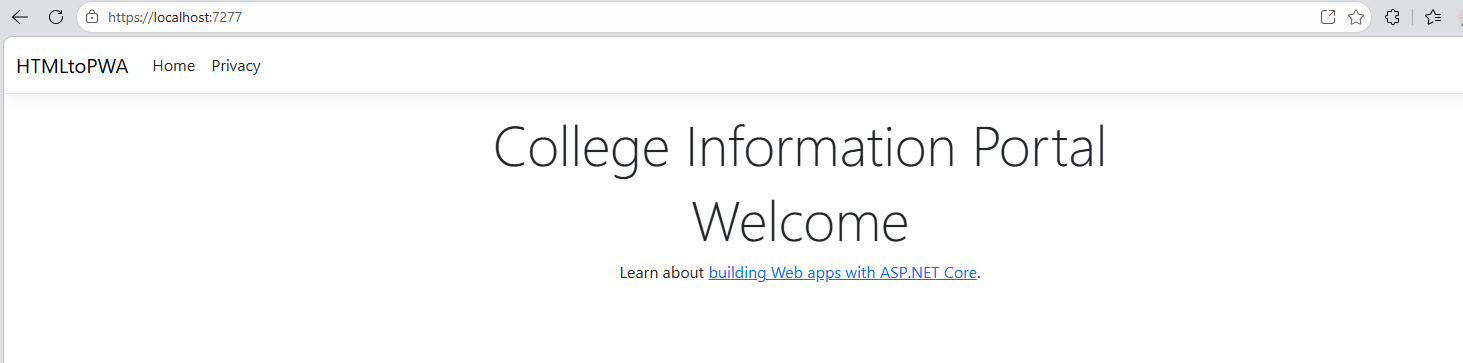 https://localhost:7277
HTMLtoPWA Home Privacy
College Information Portal
Welcome
Learn about building Web apps with ASP.NET Core.